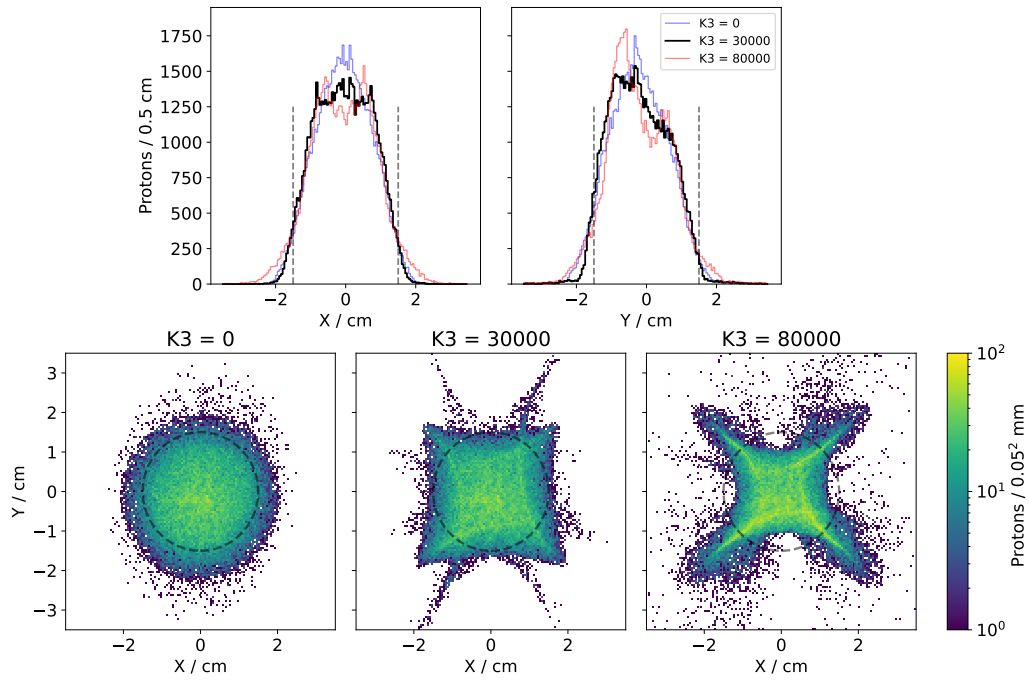 K3 = 0
K3 = 30000
K3 = 80000
1750
1500
1250
1000
750
500
250
0
Protons / 0.5 cm
−2 0 2
X / cm
−2 0 2
Y / cm
K3 = 0
K3 = 30000
K3 = 80000
3
2
1
0
−1
−2
−3
Y / cm
−2 0 2
X / cm
−2 0 2
X / cm
−2 0 2
X / cm
10²
10¹
10⁰
Protons / 0.05² mm